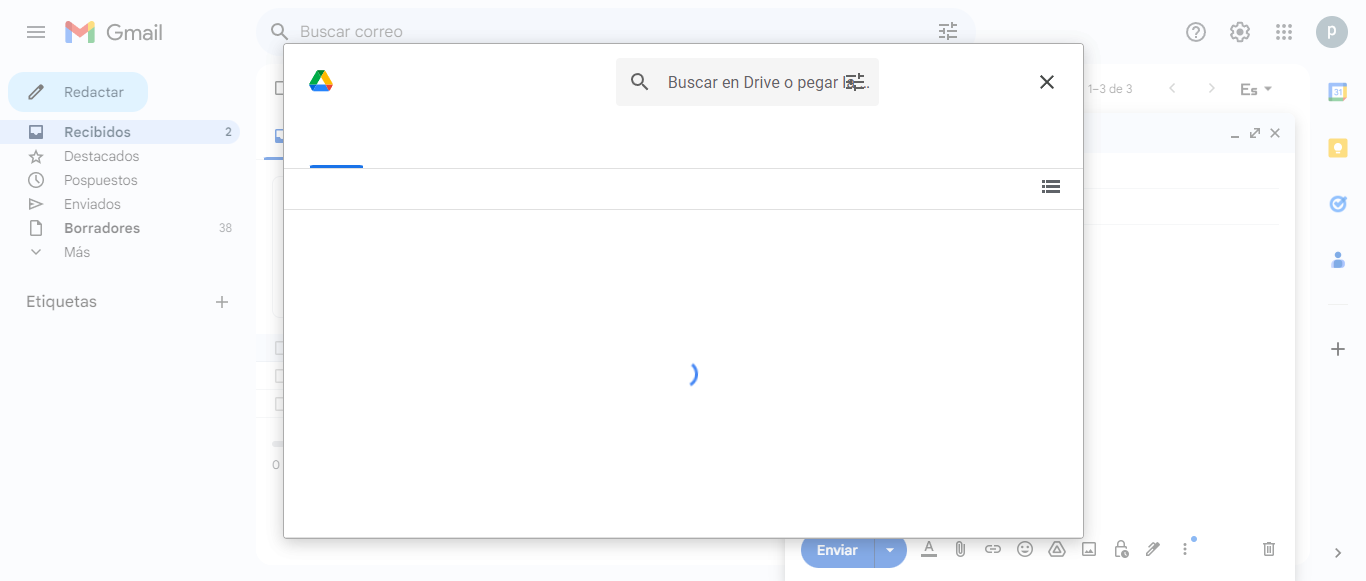 Gmail
Buscar correo
Redactar
Buscar en Drive o pegar l...
1–3 de 3
Es
31
Recibidos 2
Destacados
Pospuestos
Enviados
Borradores 38
Más
Etiquetas
0
Enviar
A
p